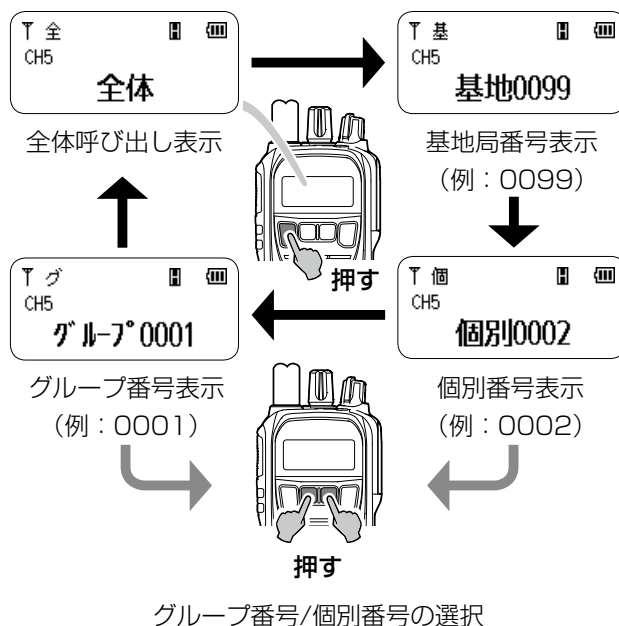 全
CH5
全体
全体呼び出し表示
基
CH5
基地0099
基地局番号表示
(例：0099)
押す
グ
CH5
グループ0001
グループ番号表示
(例：0001)
個
CH5
個別0002
個別番号表示
(例：0002)
押す
グループ番号/個別番号の選択